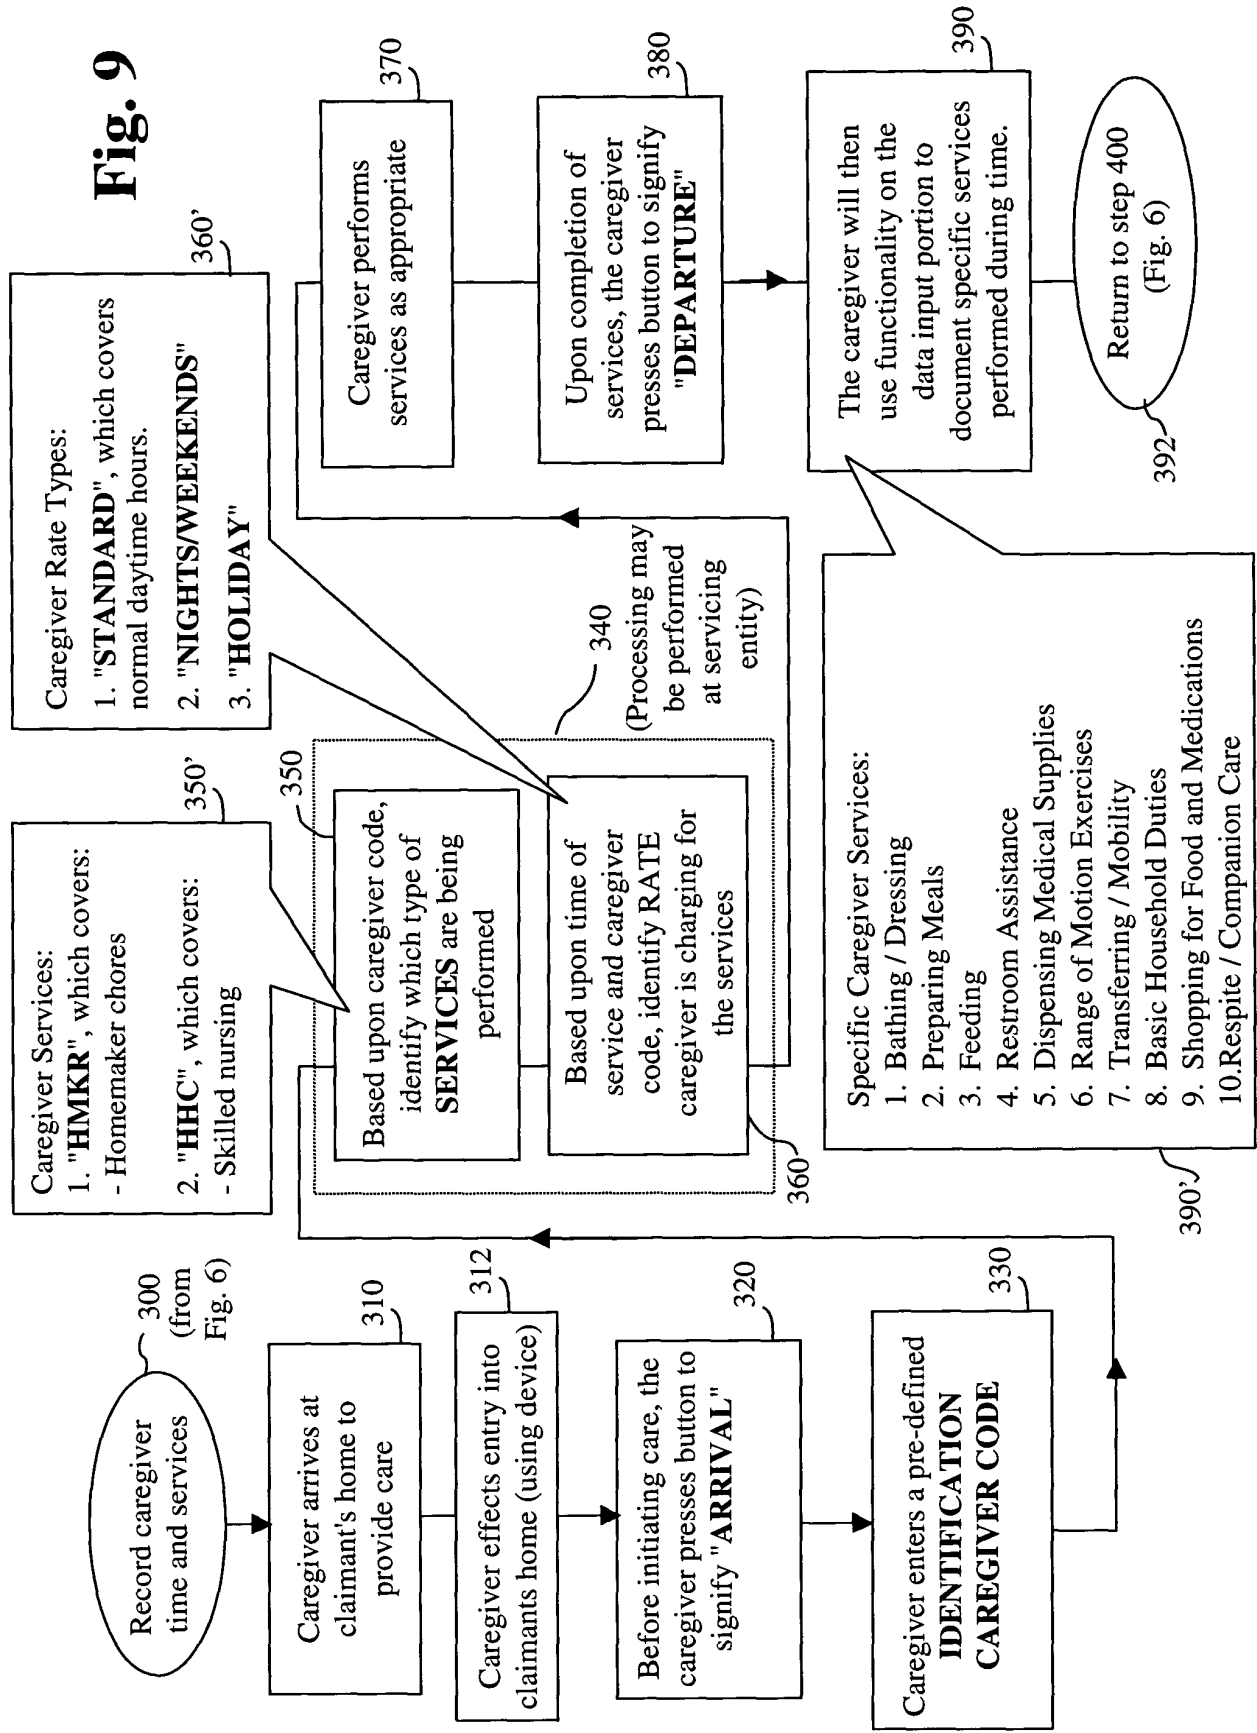 Fig. 9
Record caregiver
time and services
300
(from
Fig. 6)
Caregiver arrives at
claimant's home to
provide care
310
Caregiver effects entry into
claimants home (using device)
312
Before initiating care, the
caregiver presses button to
signify "ARRIVAL"
320
Caregiver enters a pre-defined
IDENTIFICATION
CAREGIVER CODE
330
Caregiver Services:
1. "HMKR", which covers:
- Homemaker chores
2. "HHC", which covers:
- Skilled nursing
350'
Based upon caregiver code,
identify which type of
SERVICES are being
performed
350
Based upon time of
service and caregiver
code, identify RATE
caregiver is charging for
the services
360
340
(Processing may
be performed
at servicing
entity)
Caregiver Rate Types:
1. "STANDARD", which covers
normal daytime hours.
2. "NIGHTS/WEEKENDS"
3. "HOLIDAY"
360'
Caregiver performs
services as appropriate
370
Upon completion of
services, the caregiver
presses button to signify
"DEPARTURE"
380
The caregiver will then
use functionality on the
data input portion to
document specific services
performed during time.
390
Specific Caregiver Services:
1. Bathing / Dressing
2. Preparing Meals
3. Feeding
4. Restroom Assistance
5. Dispensing Medical Supplies
6. Range of Motion Exercises
7. Transferring / Mobility
8. Basic Household Duties
9. Shopping for Food and Medications
10.Respite / Companion Care
390'
Return to step 400
(Fig. 6)
392